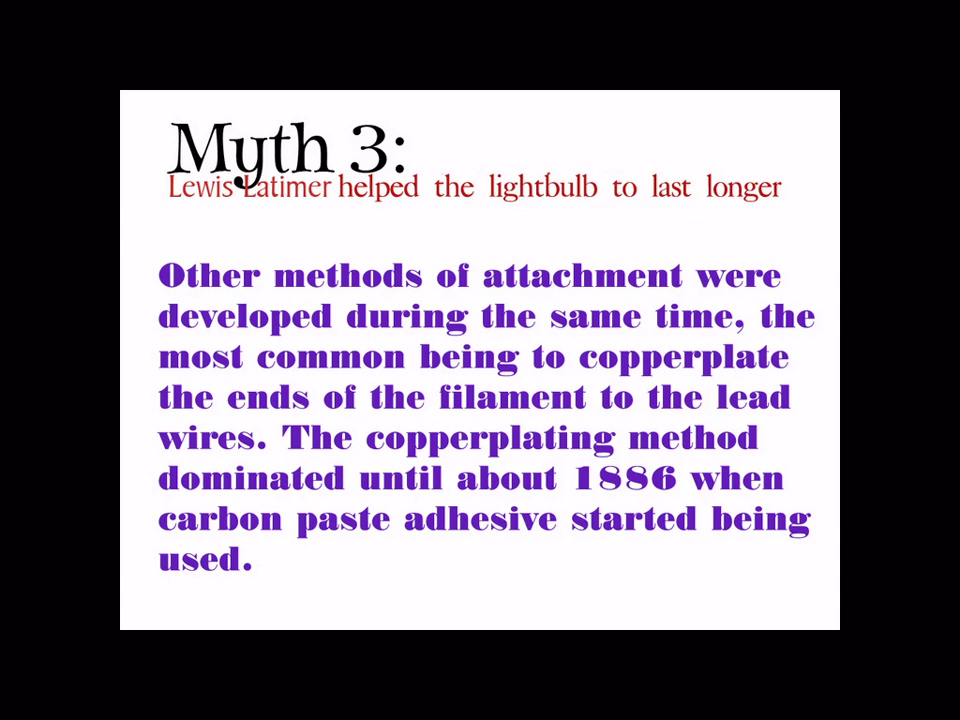 Myth 3:
Lewis Latimer helped the lightbulb to last longer
Other methods of attachment were
developed during the same time, the
most common being to copperplate
the ends of the filament to the lead
wires. The copperplating method
dominated until about 1886 when
carbon paste adhesive started being
used.